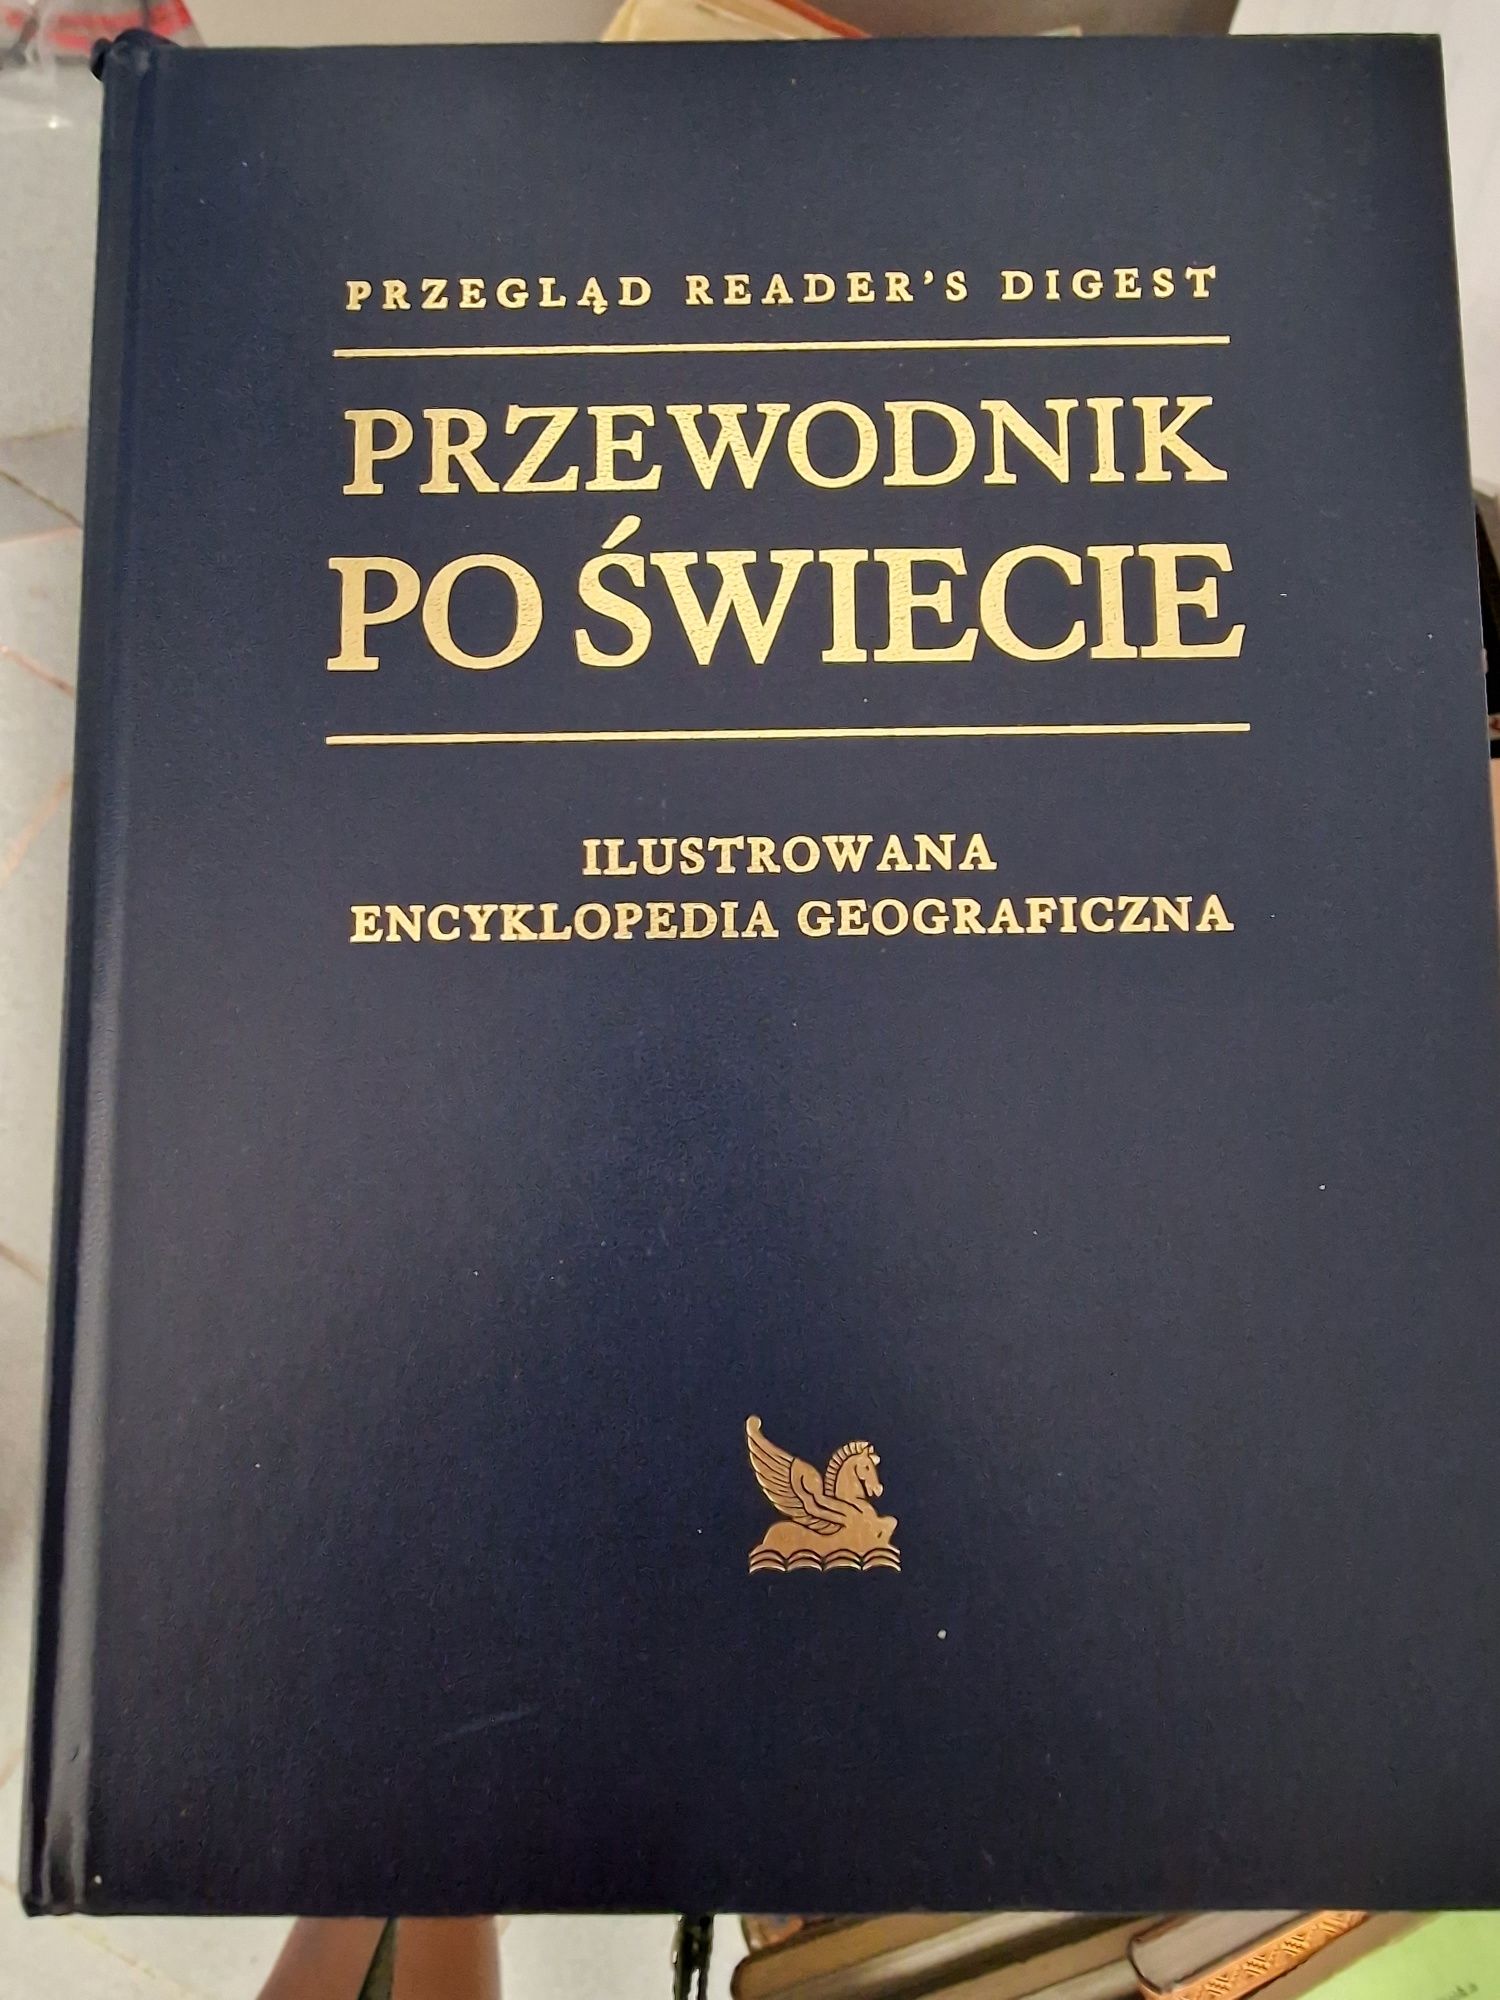 PRZEGLĄD READER'S DIGEST
PRZEWODNIK
PO ŚWIECIE
ILUSTROWANA
ENCYKLOPEDIA GEOGRAFICZNA